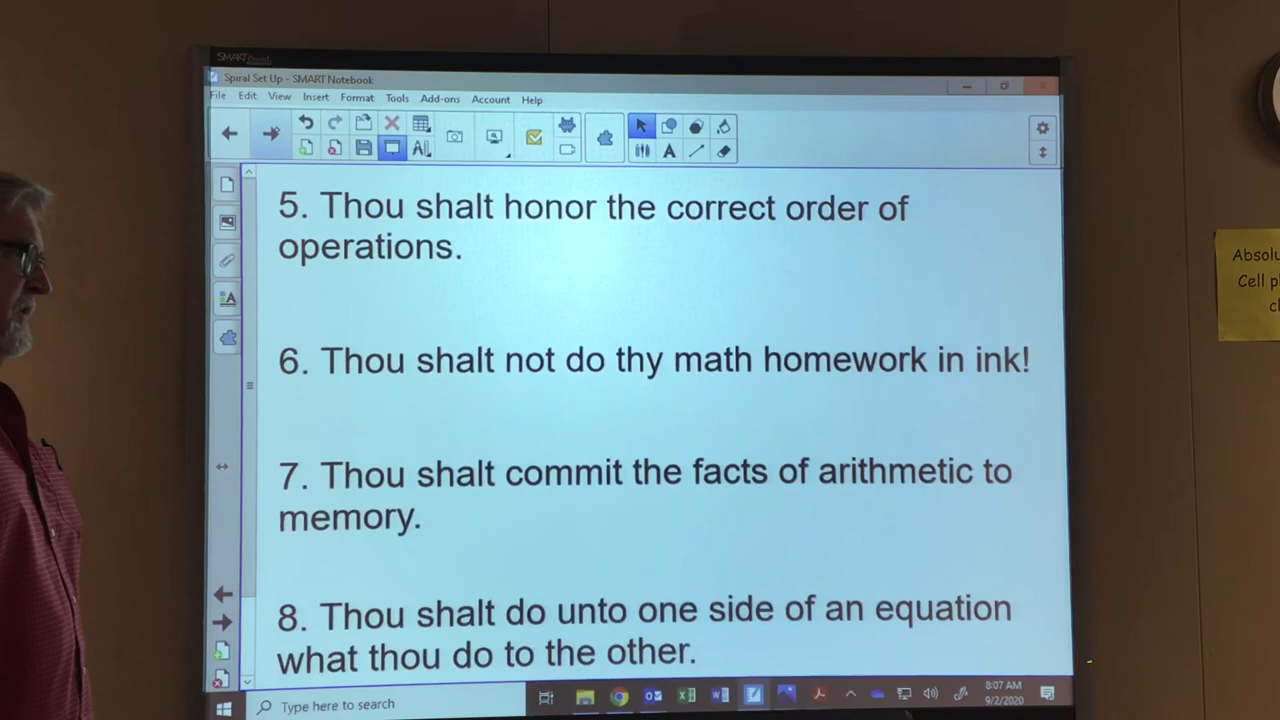 SMART
Spiral Set Up - SMART Notebook
File Edit View Insert Format Tools Add-ons Account Help
5. Thou shalt honor the correct order of
operations.
6. Thou shalt not do thy math homework in ink!
7. Thou shalt commit the facts of arithmetic to
memory.
8. Thou shalt do unto one side of an equation
what thou do to the other.
Type here to search
8:07 AM
9/2/2020
Absolu
Cell p
c